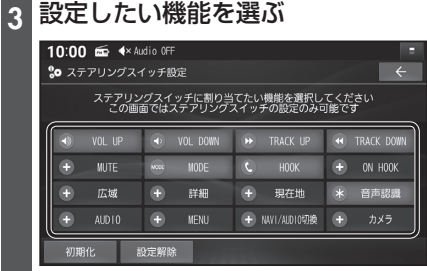 3 設定したい機能を選ぶ
10:00 Audio OFF
ステアリングスイッチ設定
ステアリングスイッチに割り当てたい機能を選択してください
この画面ではステアリングスイッチの設定のみ可能です
VOL UP VOL DOWN TRACK UP TRACK DOWN
MUTE MODE MODE HOOK ON HOOK
広域 詳細 現在地 音声認識
AUDIO MENU NAVI/AUDIO切換 カメラ
初期化 設定解除